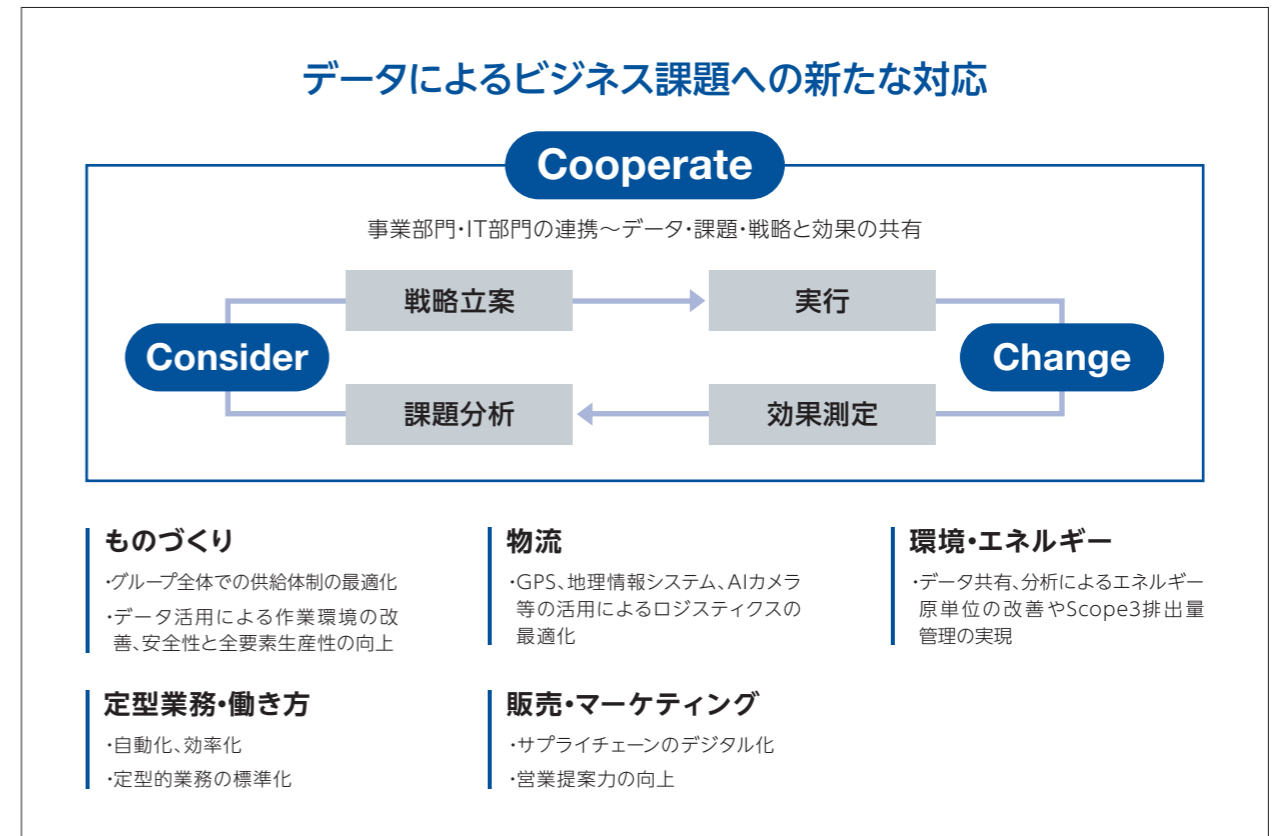 データによるビジネス課題への新たな対応
Cooperate
事業部門・IT部門の連携～データ・課題・戦略と効果の共有
戦略立案
実行
Consider
Change
課題分析
効果測定
ものづくり
・グループ全体での供給体制の最適化
・データ活用による作業環境の改
善、安全性と全要素生産性の向上
物流
・GPS、地理情報システム、AIカメラ
等の活用によるロジスティクスの
最適化
環境・エネルギー
・データ共有、分析によるエネルギー
原単位の改善やScope3排出量
管理の実現
定型業務・働き方
・自動化、効率化
・定型的業務の標準化
販売・マーケティング
・サプライチェーンのデジタル化
・営業提案力の向上